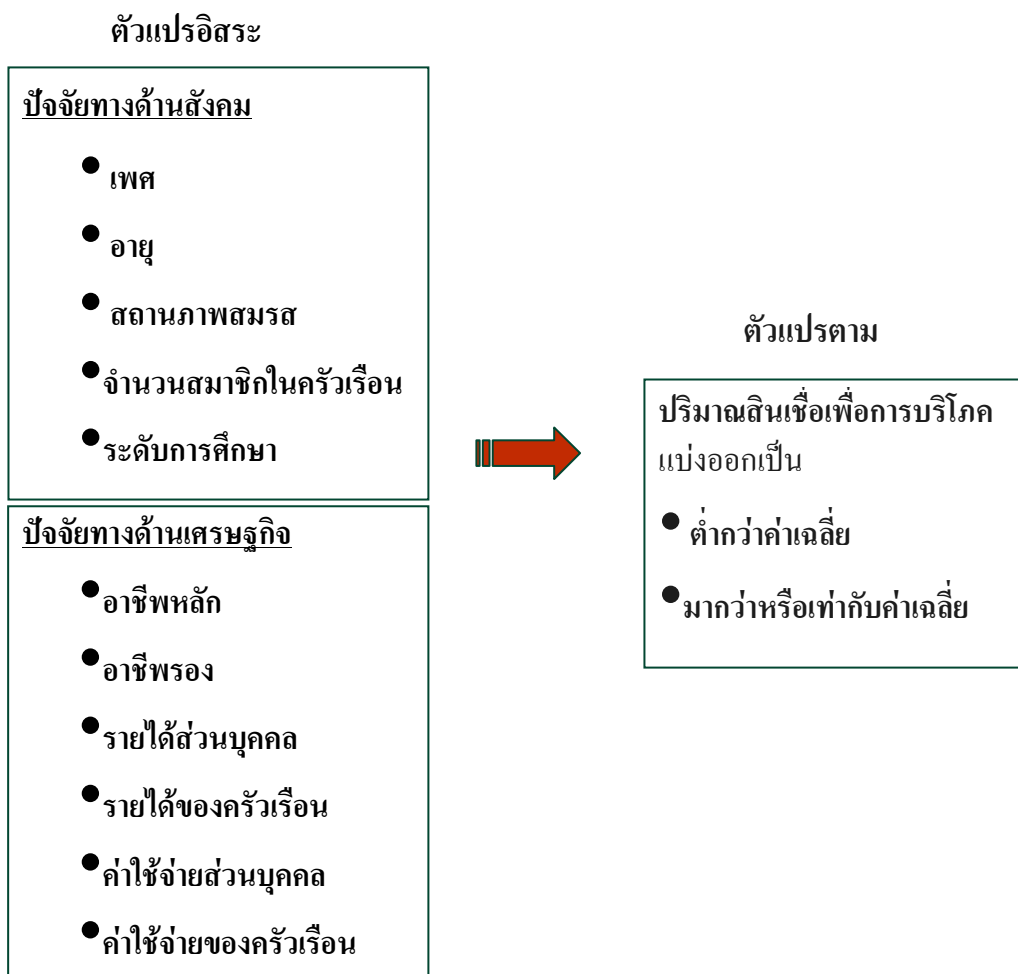 ตัวแปรอิสระ
ปัจจัยทางด้านสังคม
● เพศ
● อายุ
● สถานภาพสมรส
● จำนวนสมาชิกในครัวเรือน
● ระดับการศึกษา
ปัจจัยทางด้านเศรษฐกิจ
● อาชีพหลัก
● อาชีพรอง
● รายได้ส่วนบุคคล
● รายได้ของครัวเรือน
● ค่าใช้จ่ายส่วนบุคคล
● ค่าใช้จ่ายของครัวเรือน
ตัวแปรตาม
ปริมาณสินเชื่อเพื่อการบริโภค
แบ่งออกเป็น
● ต่ำกว่าค่าเฉลี่ย
● มากว่าหรือเท่ากับค่าเฉลี่ย